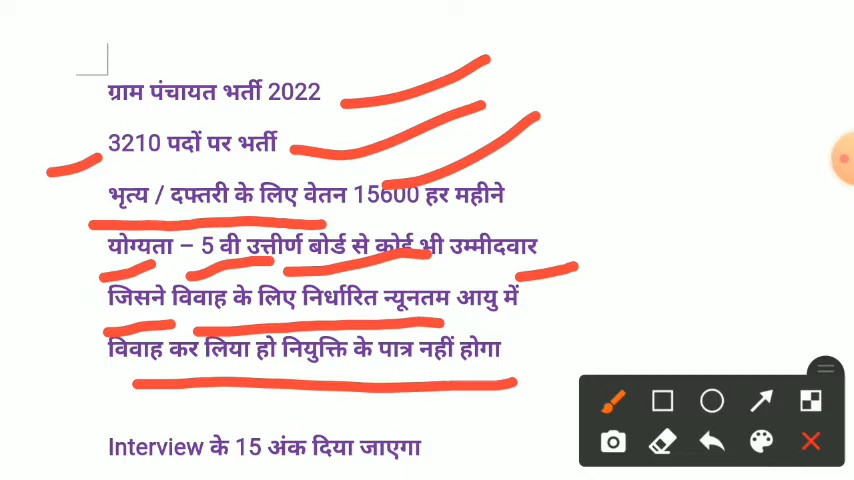 ग्राम पंचायत भर्ती 2022
3210 पदों पर भर्ती
भृत्य / दफ्तरी के लिए वेतन 15600 हर महीने
योग्यता – 5 वी उत्तीर्ण बोर्ड से कोई भी उम्मीदवार
जिसने विवाह के लिए निर्धारित न्यूनतम आयु में
विवाह कर लिया हो नियुक्ति के पात्र नहीं होगा
Interview के 15 अंक दिया जाएगा